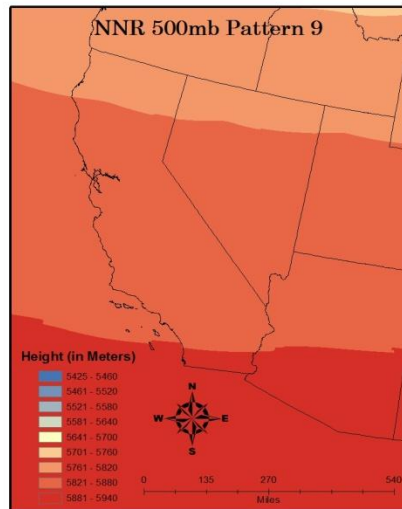 NNR 500mb Pattern 9
Height (in Meters)
5425 - 5460
5461 - 5520
5521 - 5580
5581 - 5640
5641 - 5700
5701 - 5760
5761 - 5820
5821 - 5880
5881 - 5940
N
W E
S
0 135 270 540
Miles